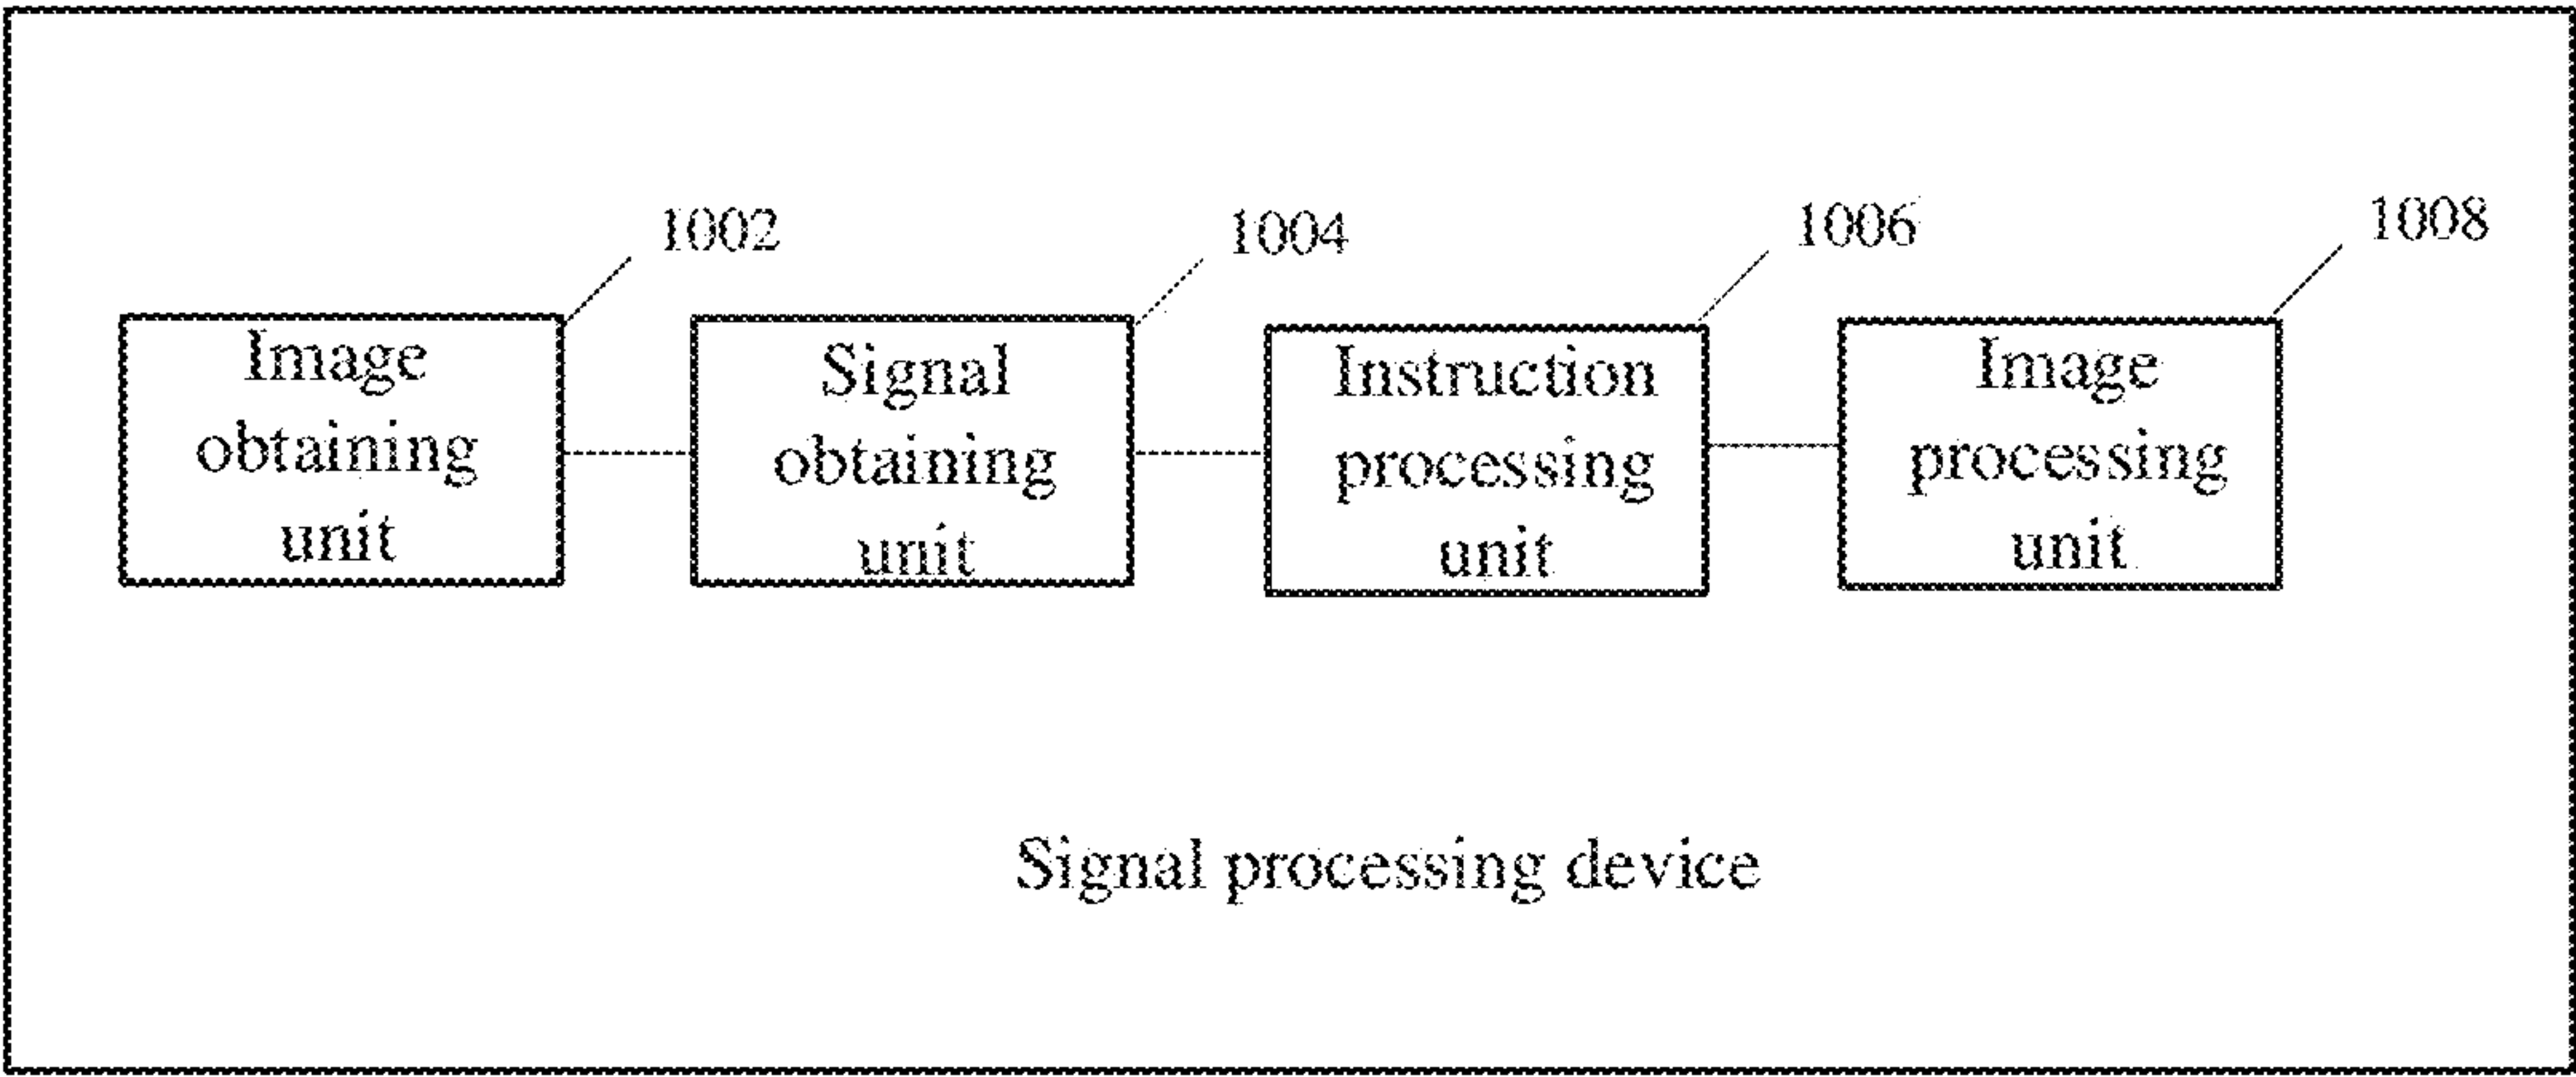 1002
1004
1006
1008
Image
obtaining
unit
Signal
obtaining
unit
Instruction
processing
unit
Image
processing
unit
Signal processing device